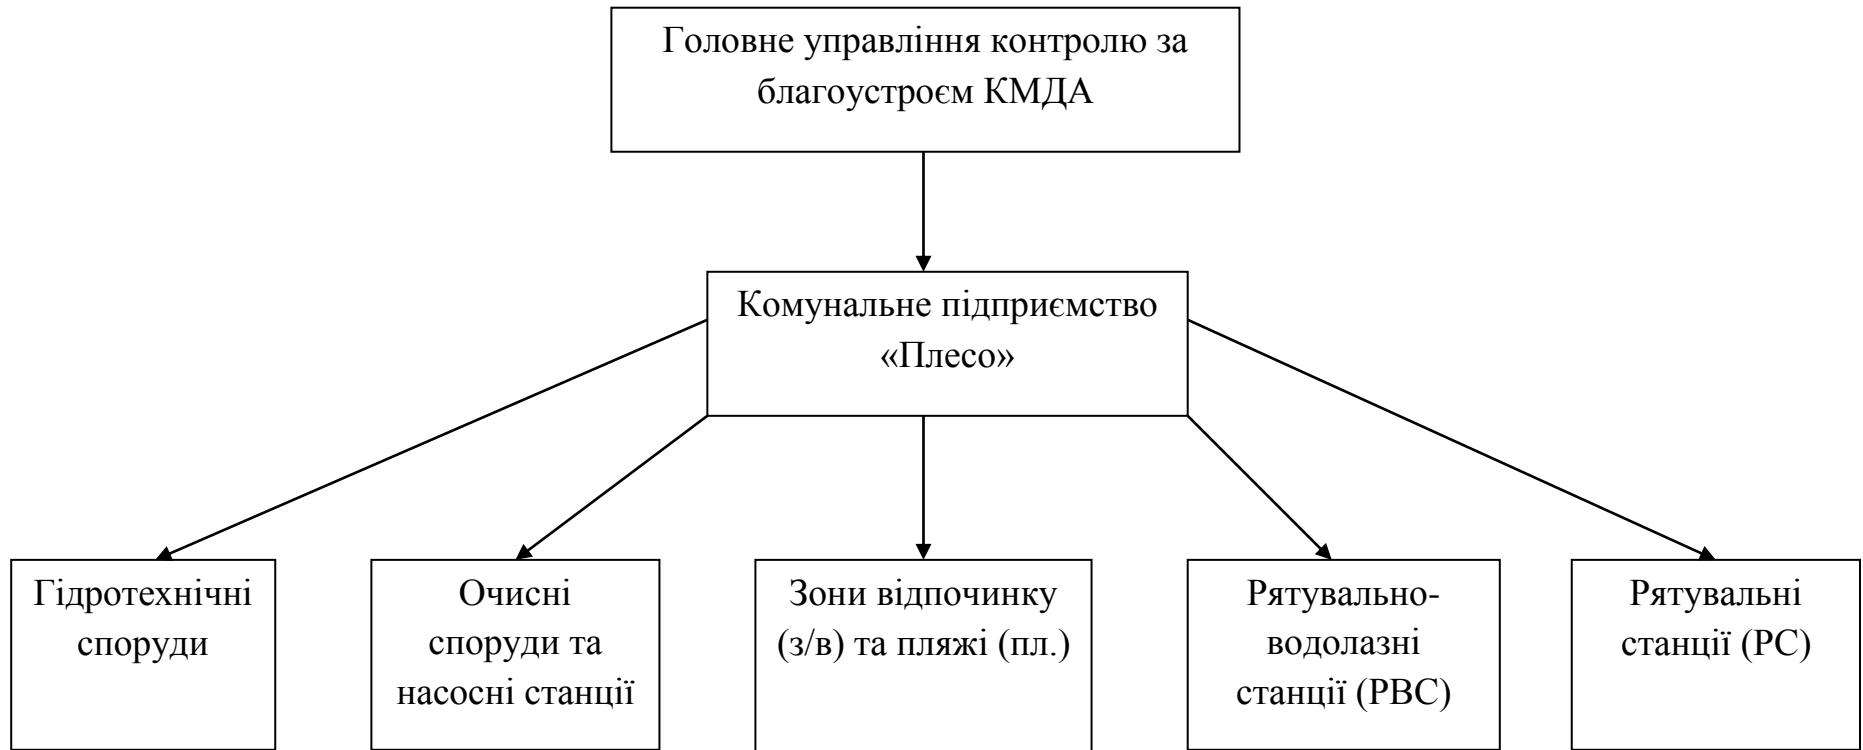 Головне управління контролю за
благоустроєм КМДА
Комунальне підприємство
«Плесо»
Гідротехнічні
споруди
Очисні
споруди та
насосні станції
Зони відпочинку
(з/в) та пляжі (пл.)
Рятувально-
водолазні
станції (РВС)
Рятувальні
станції (РС)